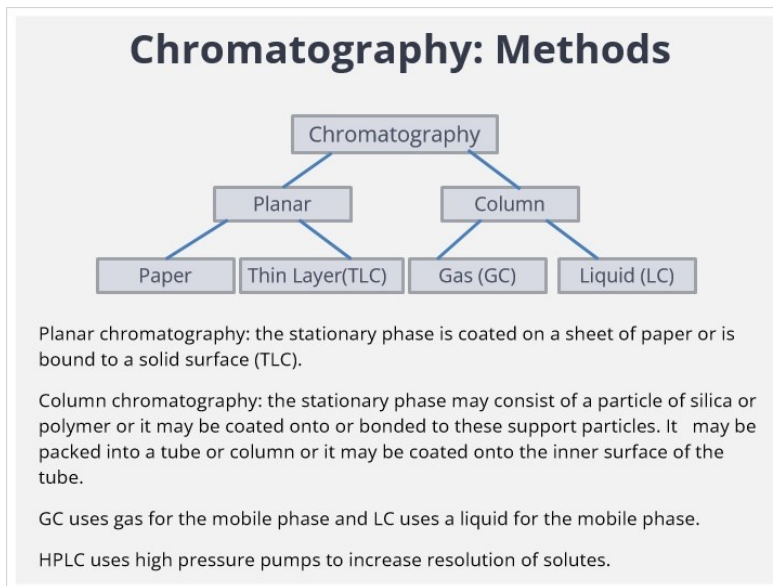 Chromatography: Methods
Chromatography
Planar
Column
Paper
Thin Layer(TLC)
Gas (GC)
Liquid (LC)
Planar chromatography: the stationary phase is coated on a sheet of paper or is
bound to a solid surface (TLC).
Column chromatography: the stationary phase may consist of a particle of silica or
polymer or it may be coated onto or bonded to these support particles. It may be
packed into a tube or column or it may be coated onto the inner surface of the
tube.
GC uses gas for the mobile phase and LC uses a liquid for the mobile phase.
HPLC uses high pressure pumps to increase resolution of solutes.